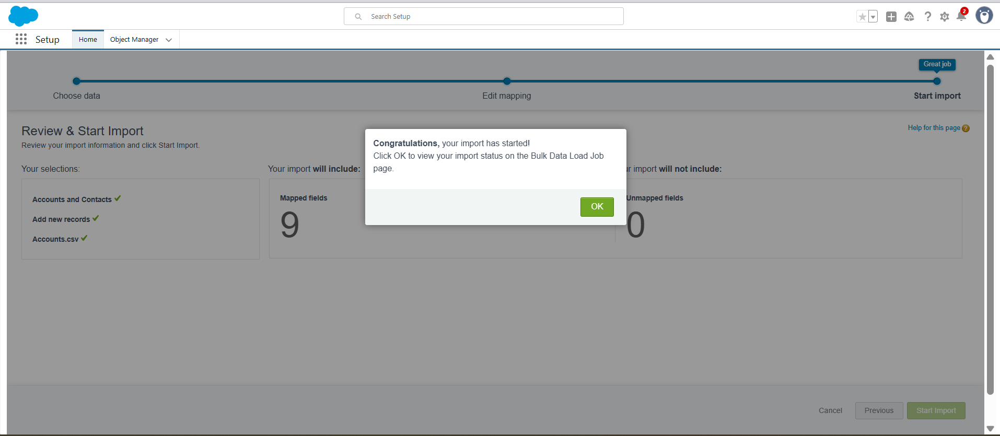 Search Setup
2
Setup
Home
Object Manager
Great job
Choose data
Edit mapping
Start import
Review & Start Import
Help for this page
?
Review your import information and click Start Import.
Your selections:
Your import will include:
r import will not include:
Accounts and Contacts
Add new records
Accounts.csv
Mapped fields
9
Unmapped fields
0
Congratulations, your import has started!
Click OK to view your import status on the Bulk Data Load Job
page.
OK
Cancel
Previous
Start Import